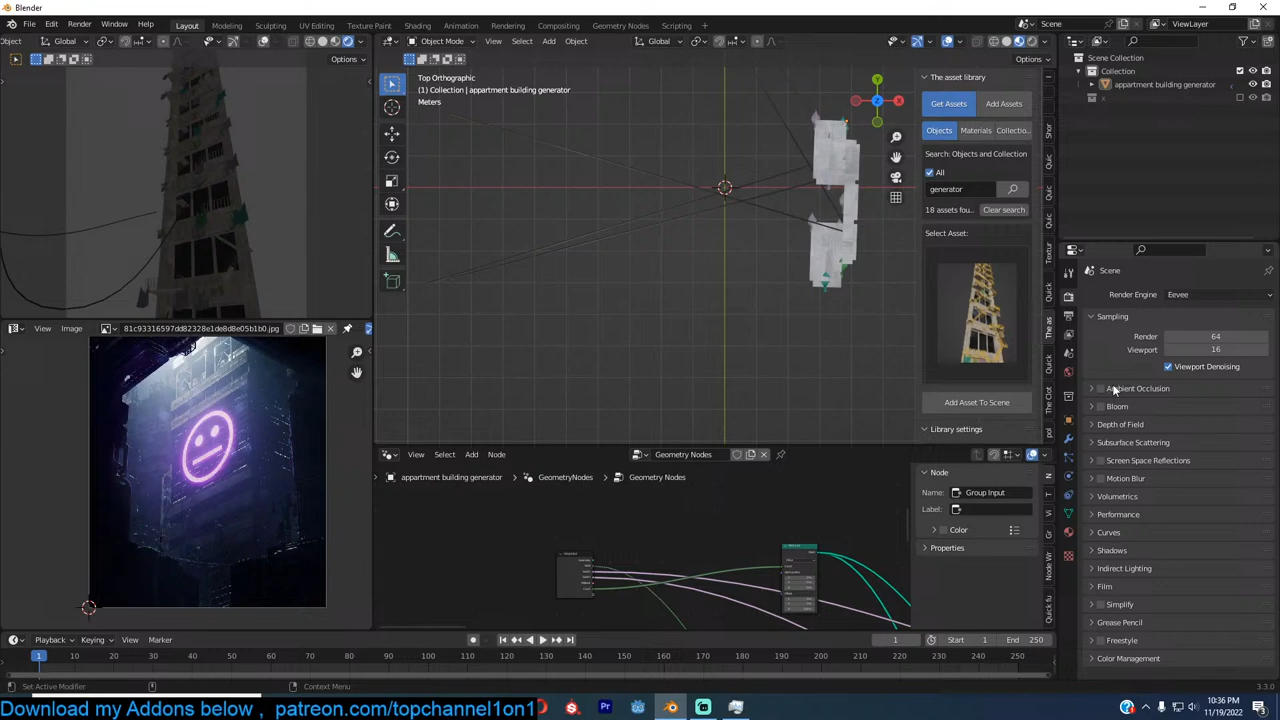 Blender
File Edit Render Window Help Layout Modeling Sculpting UV Editing Texture Paint Shading Animation Rendering Compositing Geometry Nodes Scripting Scene ViewLayer
Object Global Object Mode View Select Add Object Global
Options Options
Top Orthographic
(1) Collection | appartment building generator
Meters
The asset library
Get Assets Add Assets
Objects Materials Collectio...
Search: Objects and Collection
All
generator
18 assets fou... Clear search
Select Asset:
Add Asset To Scene
Library settings
Scene Collection
Collection
appartment building generator
x
Scene
Render Engine Eevee
Sampling
Render 64
Viewport 16
Viewport Denoising
Ambient Occlusion
Bloom
Depth of Field
Subsurface Scattering
Screen Space Reflections
Motion Blur
Volumetrics
Performance
Curves
Shadows
Indirect Lighting
Film
Simplify
Grease Pencil
Freestyle
Color Management
View Image 81c93316597dd82328e1de8d8e05b1b0.jpg
View Select Add Node Geometry Nodes
appartment building generator GeometryNodes Geometry Nodes
Node
Name: Group Input
Label:
Color
Properties
Playback Keying View Marker 1 Start 1 End 250
1 10 20 30 40 50 60 70 80 90 100 110 120 130 140 150 160 170 180 190 200 210 220 230 240 250
Set Active Modifier Context Menu 3.3.0
Download my Addons below , patreon.com/topchannel1on1
10:36 PM
11/19/2022